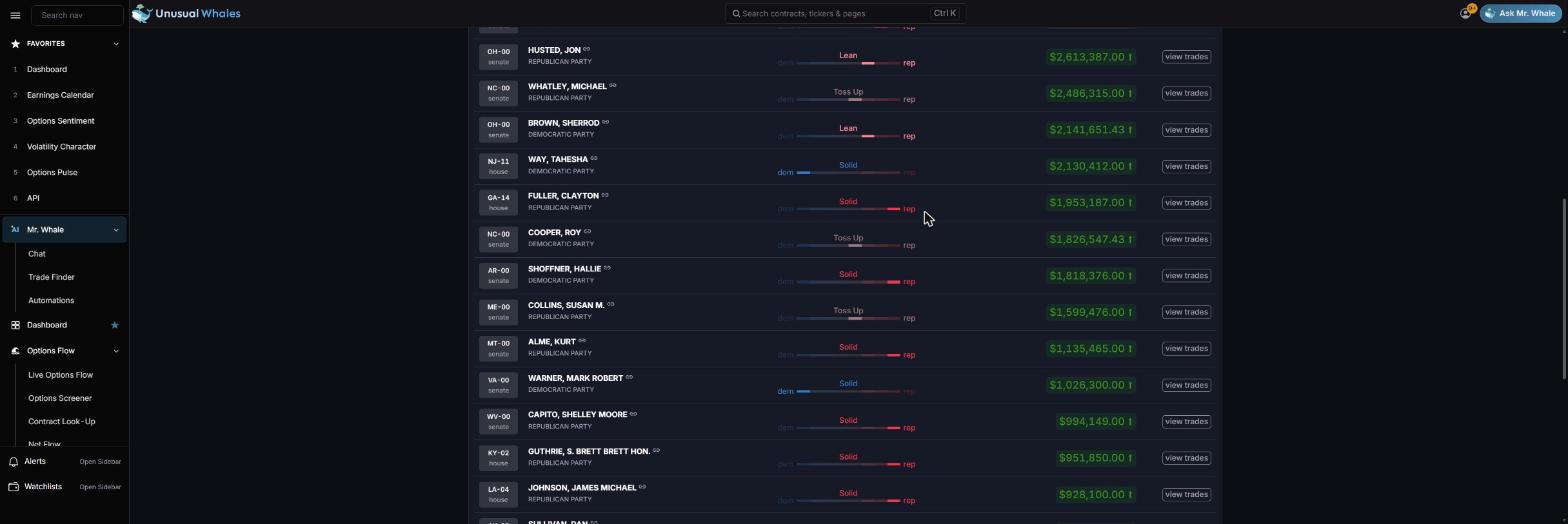 Search nav
Unusual Whales
Search contracts, tickers & pages
Ctrl K
9+
Ask Mr. Whale
FAVORITES
1 Dashboard
2 Earnings Calendar
3 Options Sentiment
4 Volatility Character
5 Options Pulse
6 API
AI Mr. Whale
Chat
Trade Finder
Automations
Dashboard
Options Flow
Live Options Flow
Options Screener
Contract Look-Up
Net Flow
Alerts Open Sidebar
Watchlists Open Sidebar
rep
OH-00 HUSTED, JON Lean $2,613,387.00 view trades
senate REPUBLICAN PARTY dem rep
NC-00 WHATLEY, MICHAEL Toss Up $2,486,315.00 view trades
senate REPUBLICAN PARTY dem rep
OH-00 BROWN, SHERROD Lean $2,141,651.43 view trades
senate DEMOCRATIC PARTY dem rep
NJ-11 WAY, TAHESHA Solid $2,130,412.00 view trades
house DEMOCRATIC PARTY dem rep
GA-14 FULLER, CLAYTON Solid $1,953,187.00 view trades
house REPUBLICAN PARTY dem rep
NC-00 COOPER, ROY Toss Up $1,826,547.43 view trades
senate DEMOCRATIC PARTY dem rep
AR-00 SHOFFNER, HALLIE Solid $1,818,376.00 view trades
senate DEMOCRATIC PARTY dem rep
ME-00 COLLINS, SUSAN M. Toss Up $1,599,476.00 view trades
senate REPUBLICAN PARTY dem rep
MT-00 ALME, KURT Solid $1,135,465.00 view trades
senate REPUBLICAN PARTY dem rep
VA-00 WARNER, MARK ROBERT Solid $1,026,300.00 view trades
senate DEMOCRATIC PARTY dem rep
WV-00 CAPITO, SHELLEY MOORE Solid $994,149.00 view trades
senate REPUBLICAN PARTY dem rep
KY-02 GUTHRIE, S. BRETT BRETT HON. Solid $951,850.00 view trades
house REPUBLICAN PARTY dem rep
LA-04 JOHNSON, JAMES MICHAEL Solid $928,100.00 view trades
house REPUBLICAN PARTY dem rep
SULLIVAN, DAN